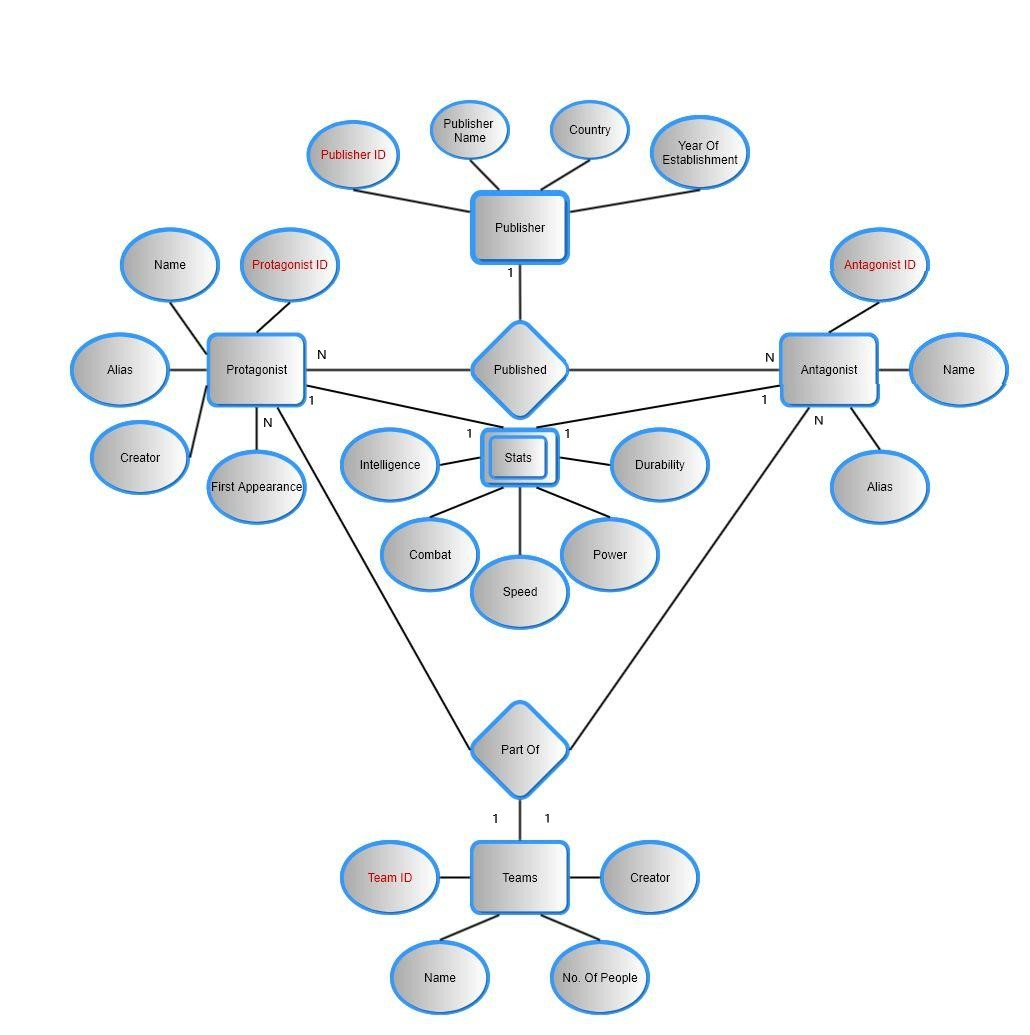 Publisher
Name
Country
Year Of
Establishment
Publisher ID
Publisher
1
Name
Protagonist ID
Antagonist ID
Alias
Protagonist
N
Published
N
Antagonist
Name
1
1
N
1
1
N
Creator
Intelligence
Stats
Durability
First Appearance
Alias
Combat
Power
Speed
Part Of
1
1
Team ID
Teams
Creator
Name
No. Of People